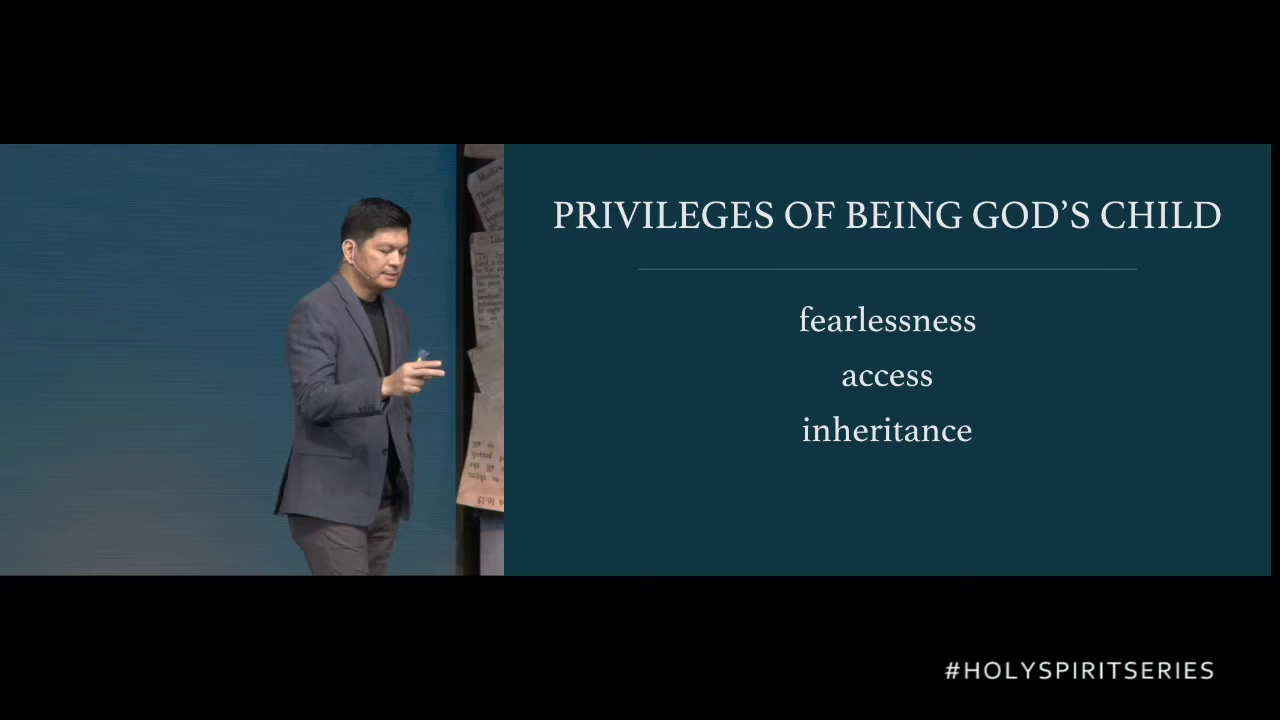 PRIVILEGES OF BEING GOD'S CHILD
fearlessness
access
inheritance
#HOLYSPIRITSERIES